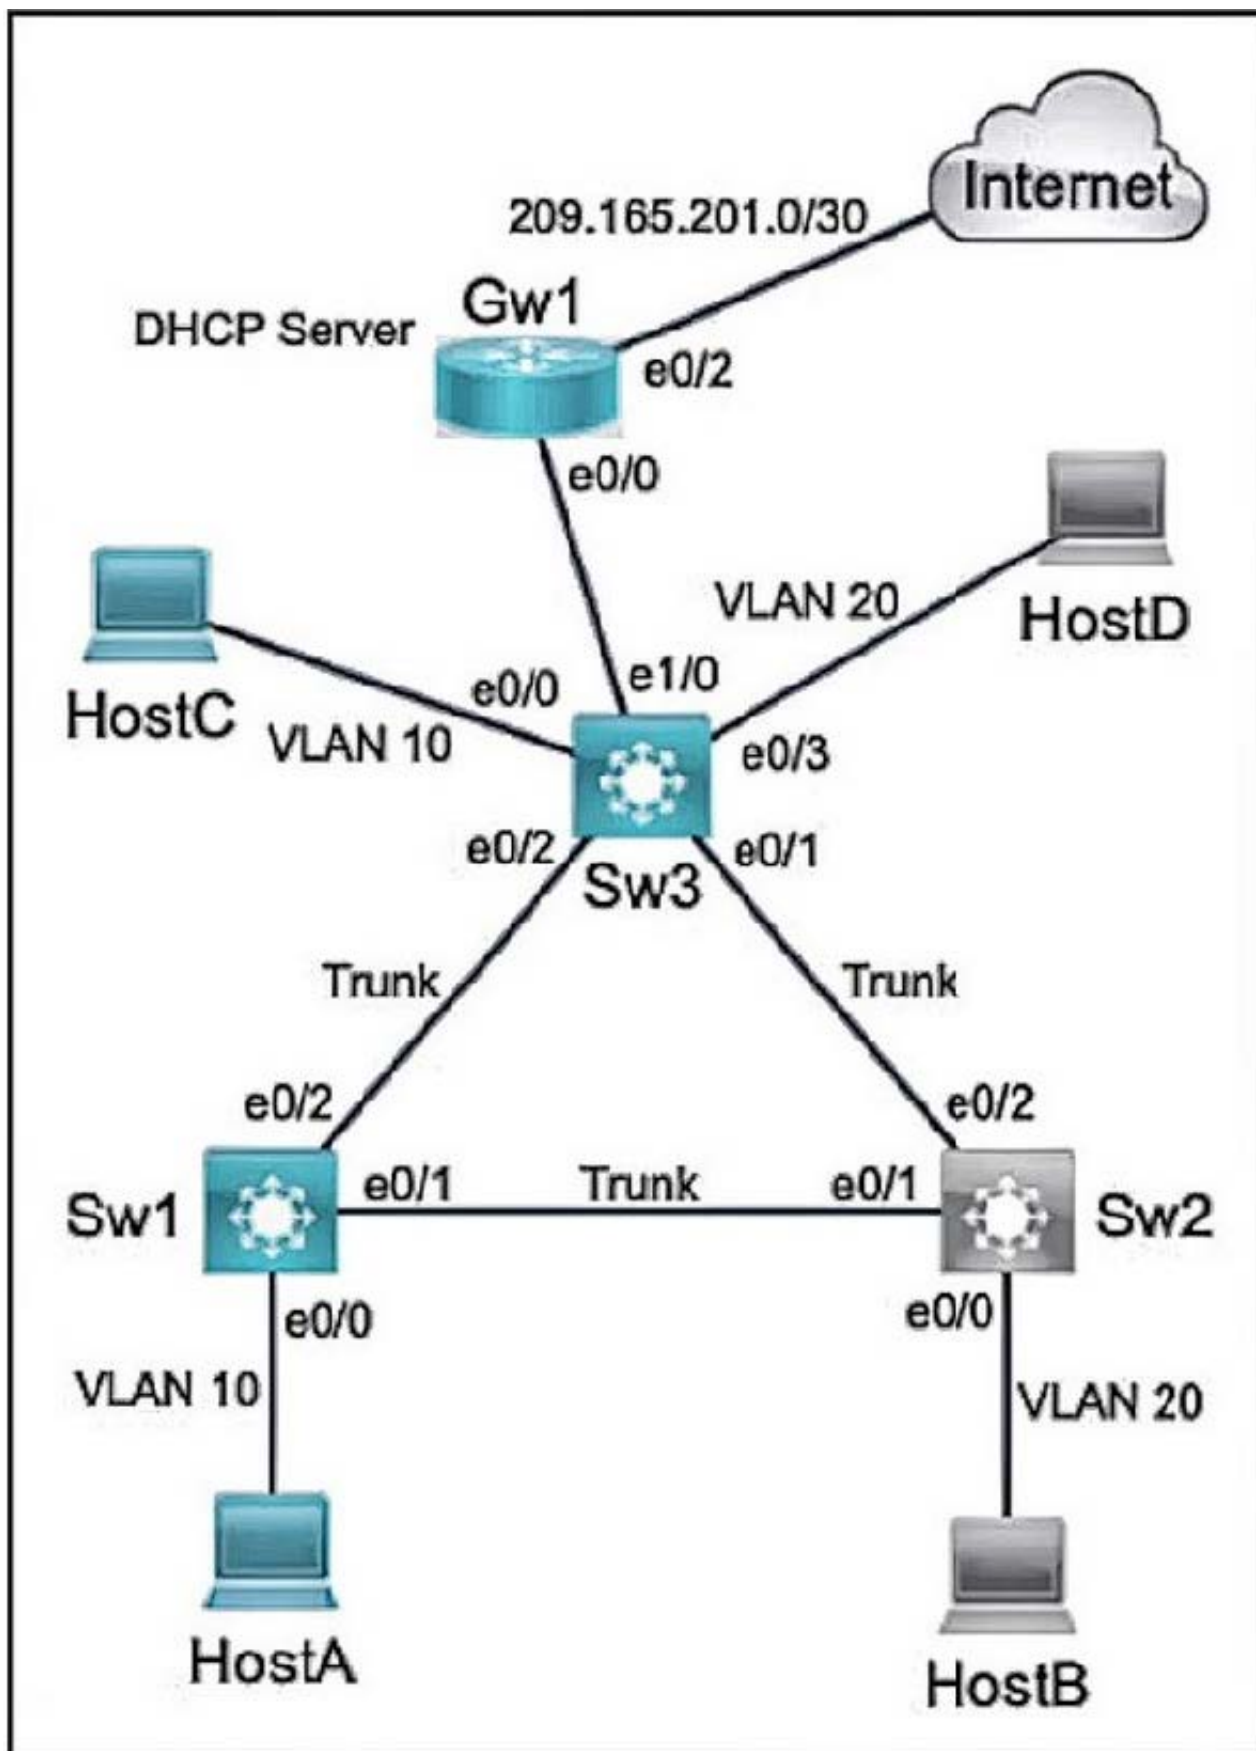 Internet
209.165.201.0/30
Gw1
DHCP Server
e0/2
e0/0
VLAN 20
HostD
e0/0
e1/0
HostC
VLAN 10
e0/3
e0/2
e0/1
Sw3
Trunk
Trunk
e0/2
e0/2
e0/1
Trunk
e0/1
Sw1
Sw2
e0/0
e0/0
VLAN 10
VLAN 20
HostA
HostB